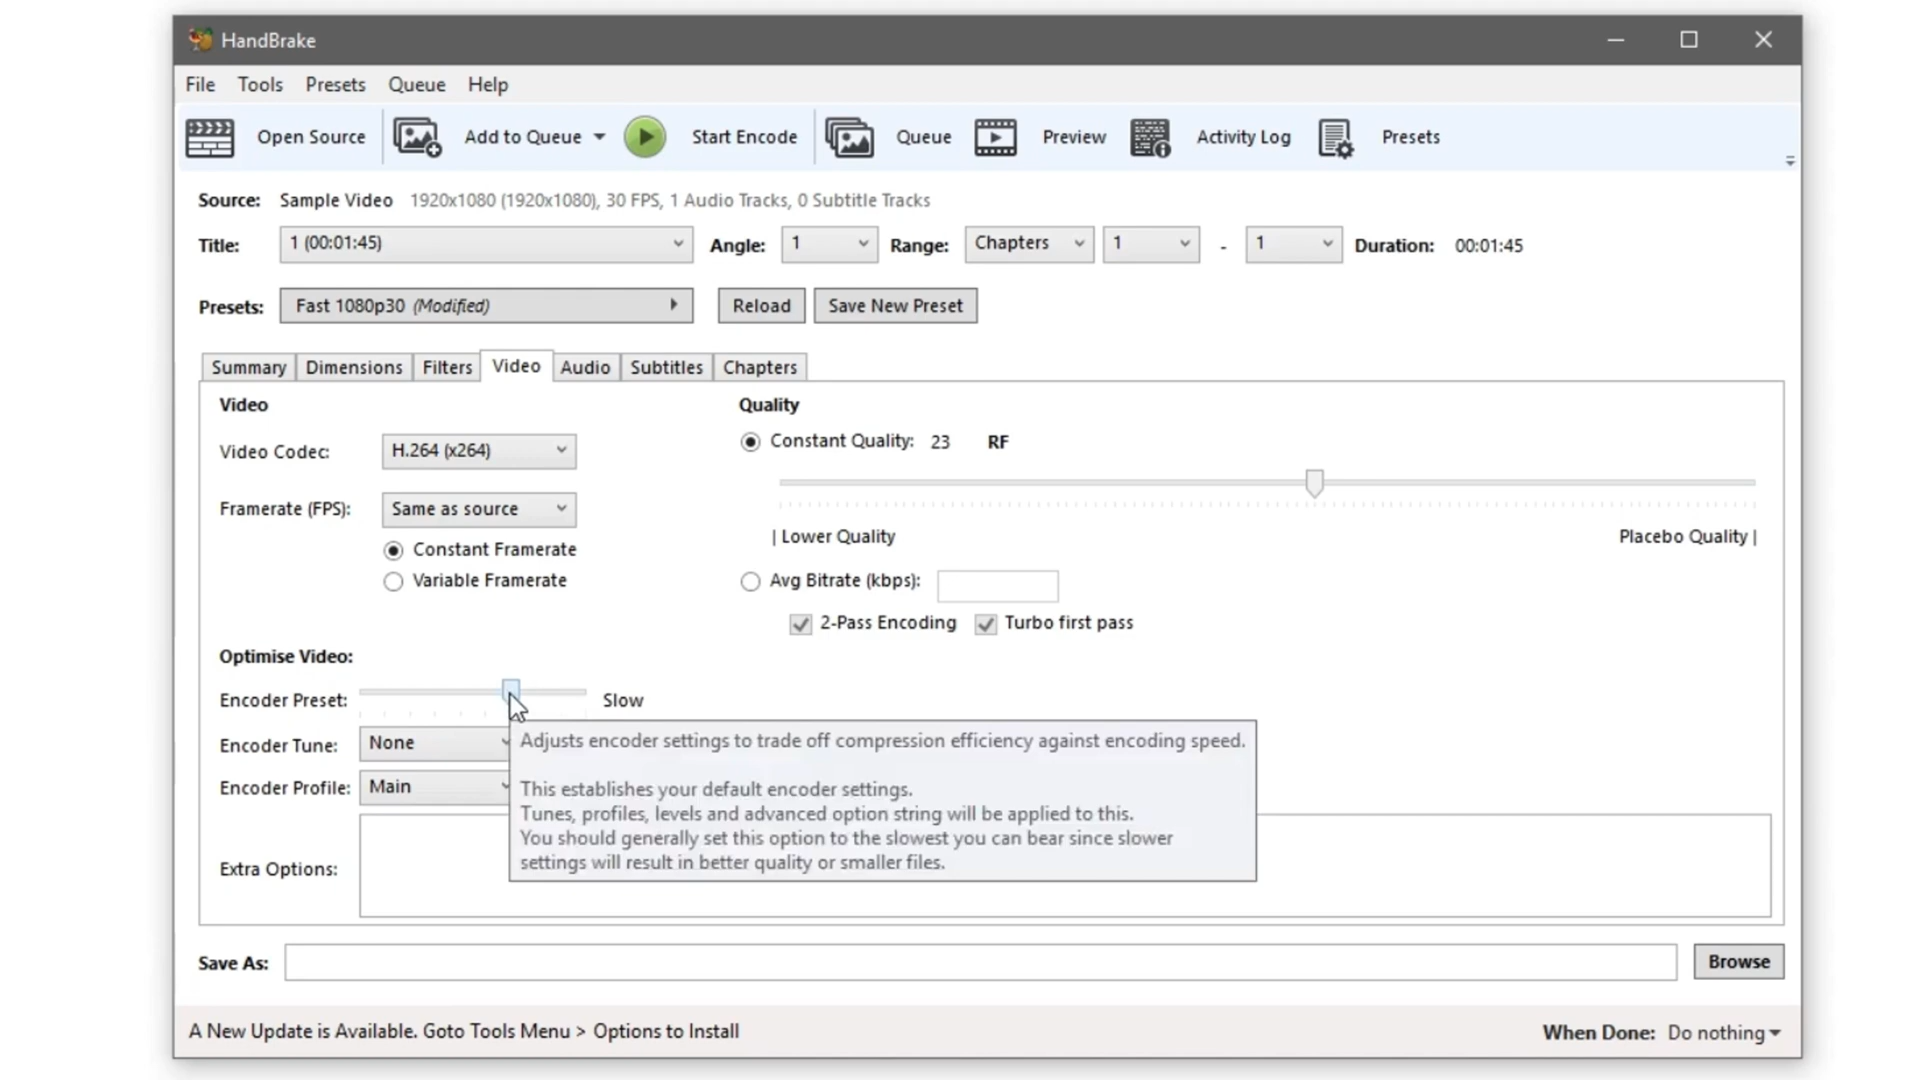 HandBrake
File Tools Presets Queue Help
Open Source Add to Queue Start Encode Queue Preview Activity Log Presets
Source: Sample Video 1920x1080 (1920x1080), 30 FPS, 1 Audio Tracks, 0 Subtitle Tracks
Title: 1 (00:01:45) Angle: 1 Range: Chapters 1 - 1 Duration: 00:01:45
Presets: Fast 1080p30 (Modified) Reload Save New Preset
Summary Dimensions Filters Video Audio Subtitles Chapters
Video Quality
Video Codec: H.264 (x264) Constant Quality: 23 RF
Framerate (FPS): Same as source
| Lower Quality Placebo Quality |
Constant Framerate
Variable Framerate Avg Bitrate (kbps):
2-Pass Encoding Turbo first pass
Optimise Video:
Encoder Preset: Slow
Encoder Tune: None
Encoder Profile: Main
Adjusts encoder settings to trade off compression efficiency against encoding speed.
This establishes your default encoder settings.
Tunes, profiles, levels and advanced option string will be applied to this.
You should generally set this option to the slowest you can bear since slower
settings will result in better quality or smaller files.
Extra Options:
Save As: Browse
A New Update is Available. Goto Tools Menu > Options to Install When Done: Do nothing